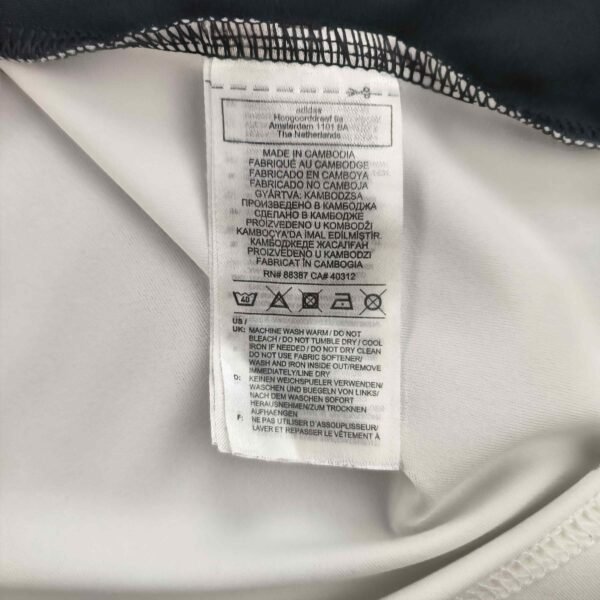 adidas
Hoogoorddreef 9a
Amsterdam 1101 BA
The Netherlands
MADE IN CAMBODIA
FABRIQUÉ AU CAMBODGE
FABRICADO EN CAMBOYA
FABRICADO NO CAMBOJA
GYÁRTVA: KAMBODZSA
ПРОИЗВЕДЕНО В КАМБОДЖА
СДЕЛАНО В КАМБОДЖЕ
PROIZVEDENO U KOMBODŽI
KAMBOÇYA'DA İMAL EDİLMİŞTİR.
КАМБОДЖЕДЕ ЖАСАЛҒАН
PROIZVEDENO U KAMBODZI
FABRICAT ÎN CAMBOGIA
RN# 88387 CA# 40312
40
US /
UK: MACHINE WASH WARM / DO NOT
BLEACH / DO NOT TUMBLE DRY / COOL
IRON IF NEEDED / DO NOT DRY CLEAN
DO NOT USE FABRIC SOFTENER/
WASH AND IRON INSIDE OUT/REMOVE
IMMEDIATELY/LINE DRY
D: KEINEN WEICHSPUELER VERWENDEN/
WASCHEN UND BUEGELN VON LINKS/
NACH DEM WASCHEN SOFORT
HERAUSNEHMEN/ZUM TROCKNEN
AUFHAENGEN
F: NE PAS UTILISER D'ASSOUPLISSEUR/
LAVER ET REPASSER LE VÊTEMENT À